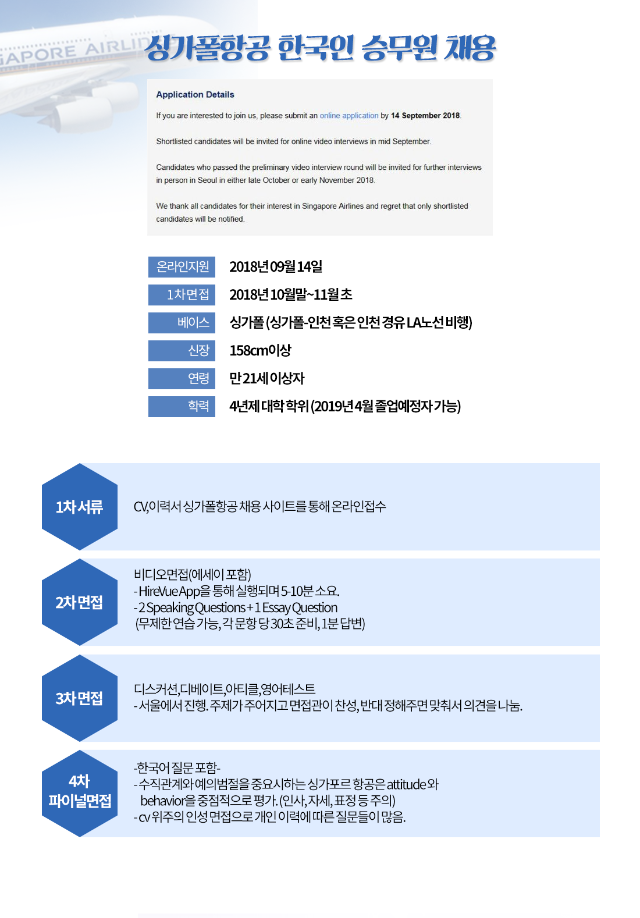 SINGAPORE AIRLIN
싱가폴항공 한국인 승무원 채용
Application Details
If you are interested to join us, please submit an online application by 14 September 2018.
Shortlisted candidates will be invited for online video interviews in mid September.
Candidates who passed the preliminary video interview round will be invited for further interviews
in person in Seoul in either late October or early November 2018.
We thank all candidates for their interest in Singapore Airlines and regret that only shortlisted
candidates will be notified.
온라인지원 2018년 09월 14일
1차 면접 2018년 10월말~11월 초
베이스 싱가폴 (싱가폴-인천 혹은 인천 경유 LA노선 비행)
신장 158cm이상
연령 만 21세 이상자
학력 4년제 대학 학위 (2019년 4월 졸업예정자 가능)
1차 서류
CV,이력서 싱가폴항공 채용 사이트를 통해 온라인접수
2차 면접
비디오면접(에세이 포함)
- HireVue App을 통해 실행되며 5-10분 소요.
- 2 Speaking Questions + 1 Essay Question
(무제한 연습 가능, 각 문항 당 30초 준비, 1분 답변)
3차 면접
디스커션,디베이트,아티클,영어테스트
- 서울에서 진행. 주제가 주어지고 면접관이 찬성, 반대 정해주면 맞춰서 의견을 나눔.
4차
파이널면접
-한국어 질문 포함-
- 수직관계와 예의범절을 중요시하는 싱가포르 항공은 attitude 와
behavior을 중점적으로 평가. (인사, 자세, 표정 등 주의)
- cv 위주의 인성 면접으로 개인 이력에 따른 질문들이 많음.